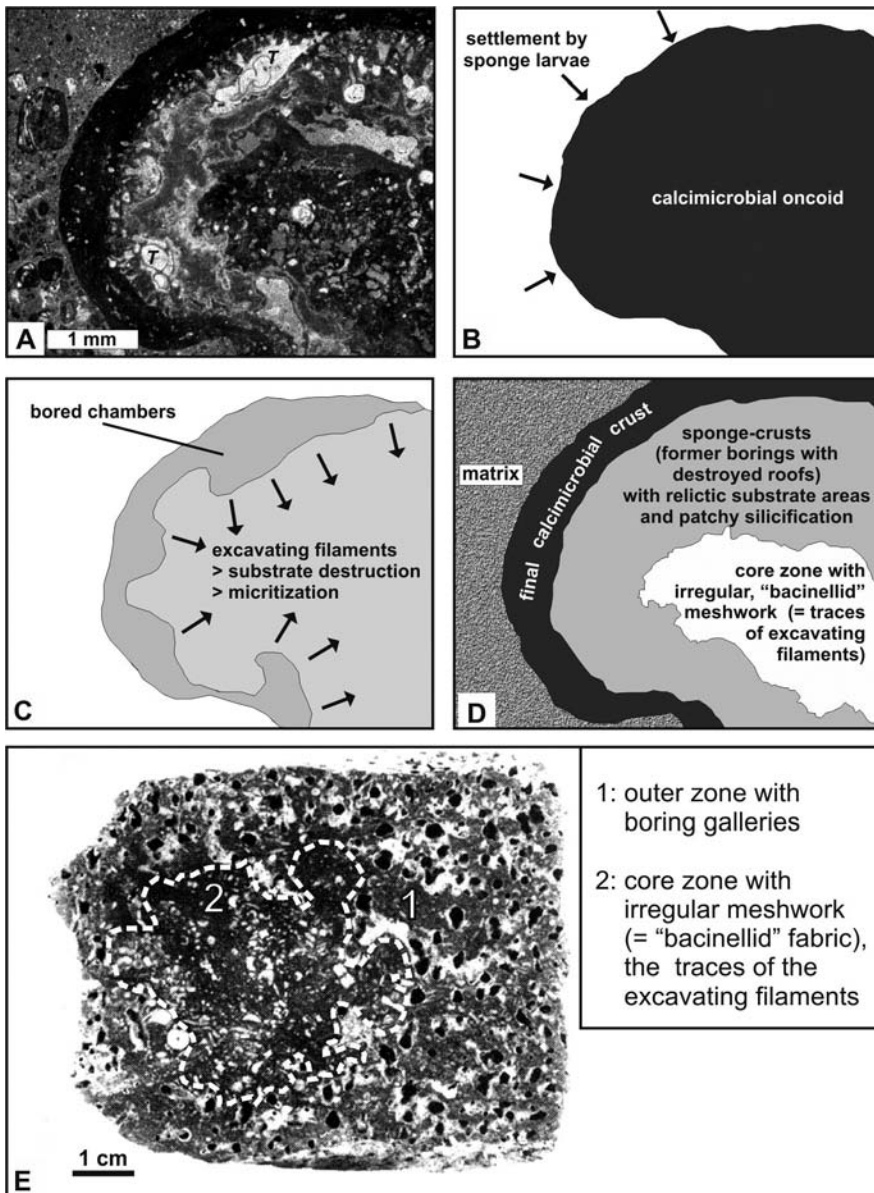 T
T
A
1 mm
settlement by
sponge larvae
calcimicrobial oncoid
B
bored chambers
excavating filaments
> substrate destruction
> micritization
C
matrix
final calcimicrobial crust
sponge-crusts
(former borings with
destroyed roofs)
with relictic substrate areas
and patchy silicification
core zone with
irregular, “bacinellid”
meshwork (= traces
of excavating
filaments)
D
2
1
E
1 cm
1: outer zone with
boring galleries
2: core zone with
irregular meshwork
(= “bacinellid” fabric),
the traces of the
excavating filaments